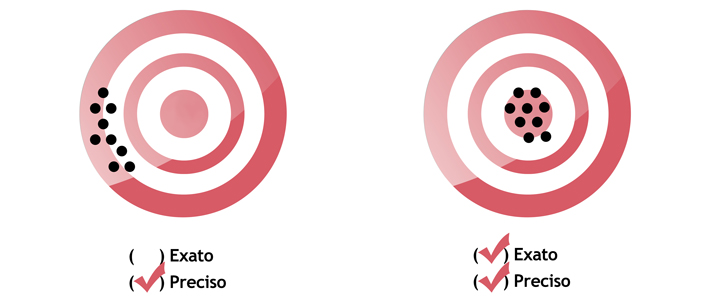 ( ) Exato
(✓) Preciso
(✓) Exato
(✓) Preciso